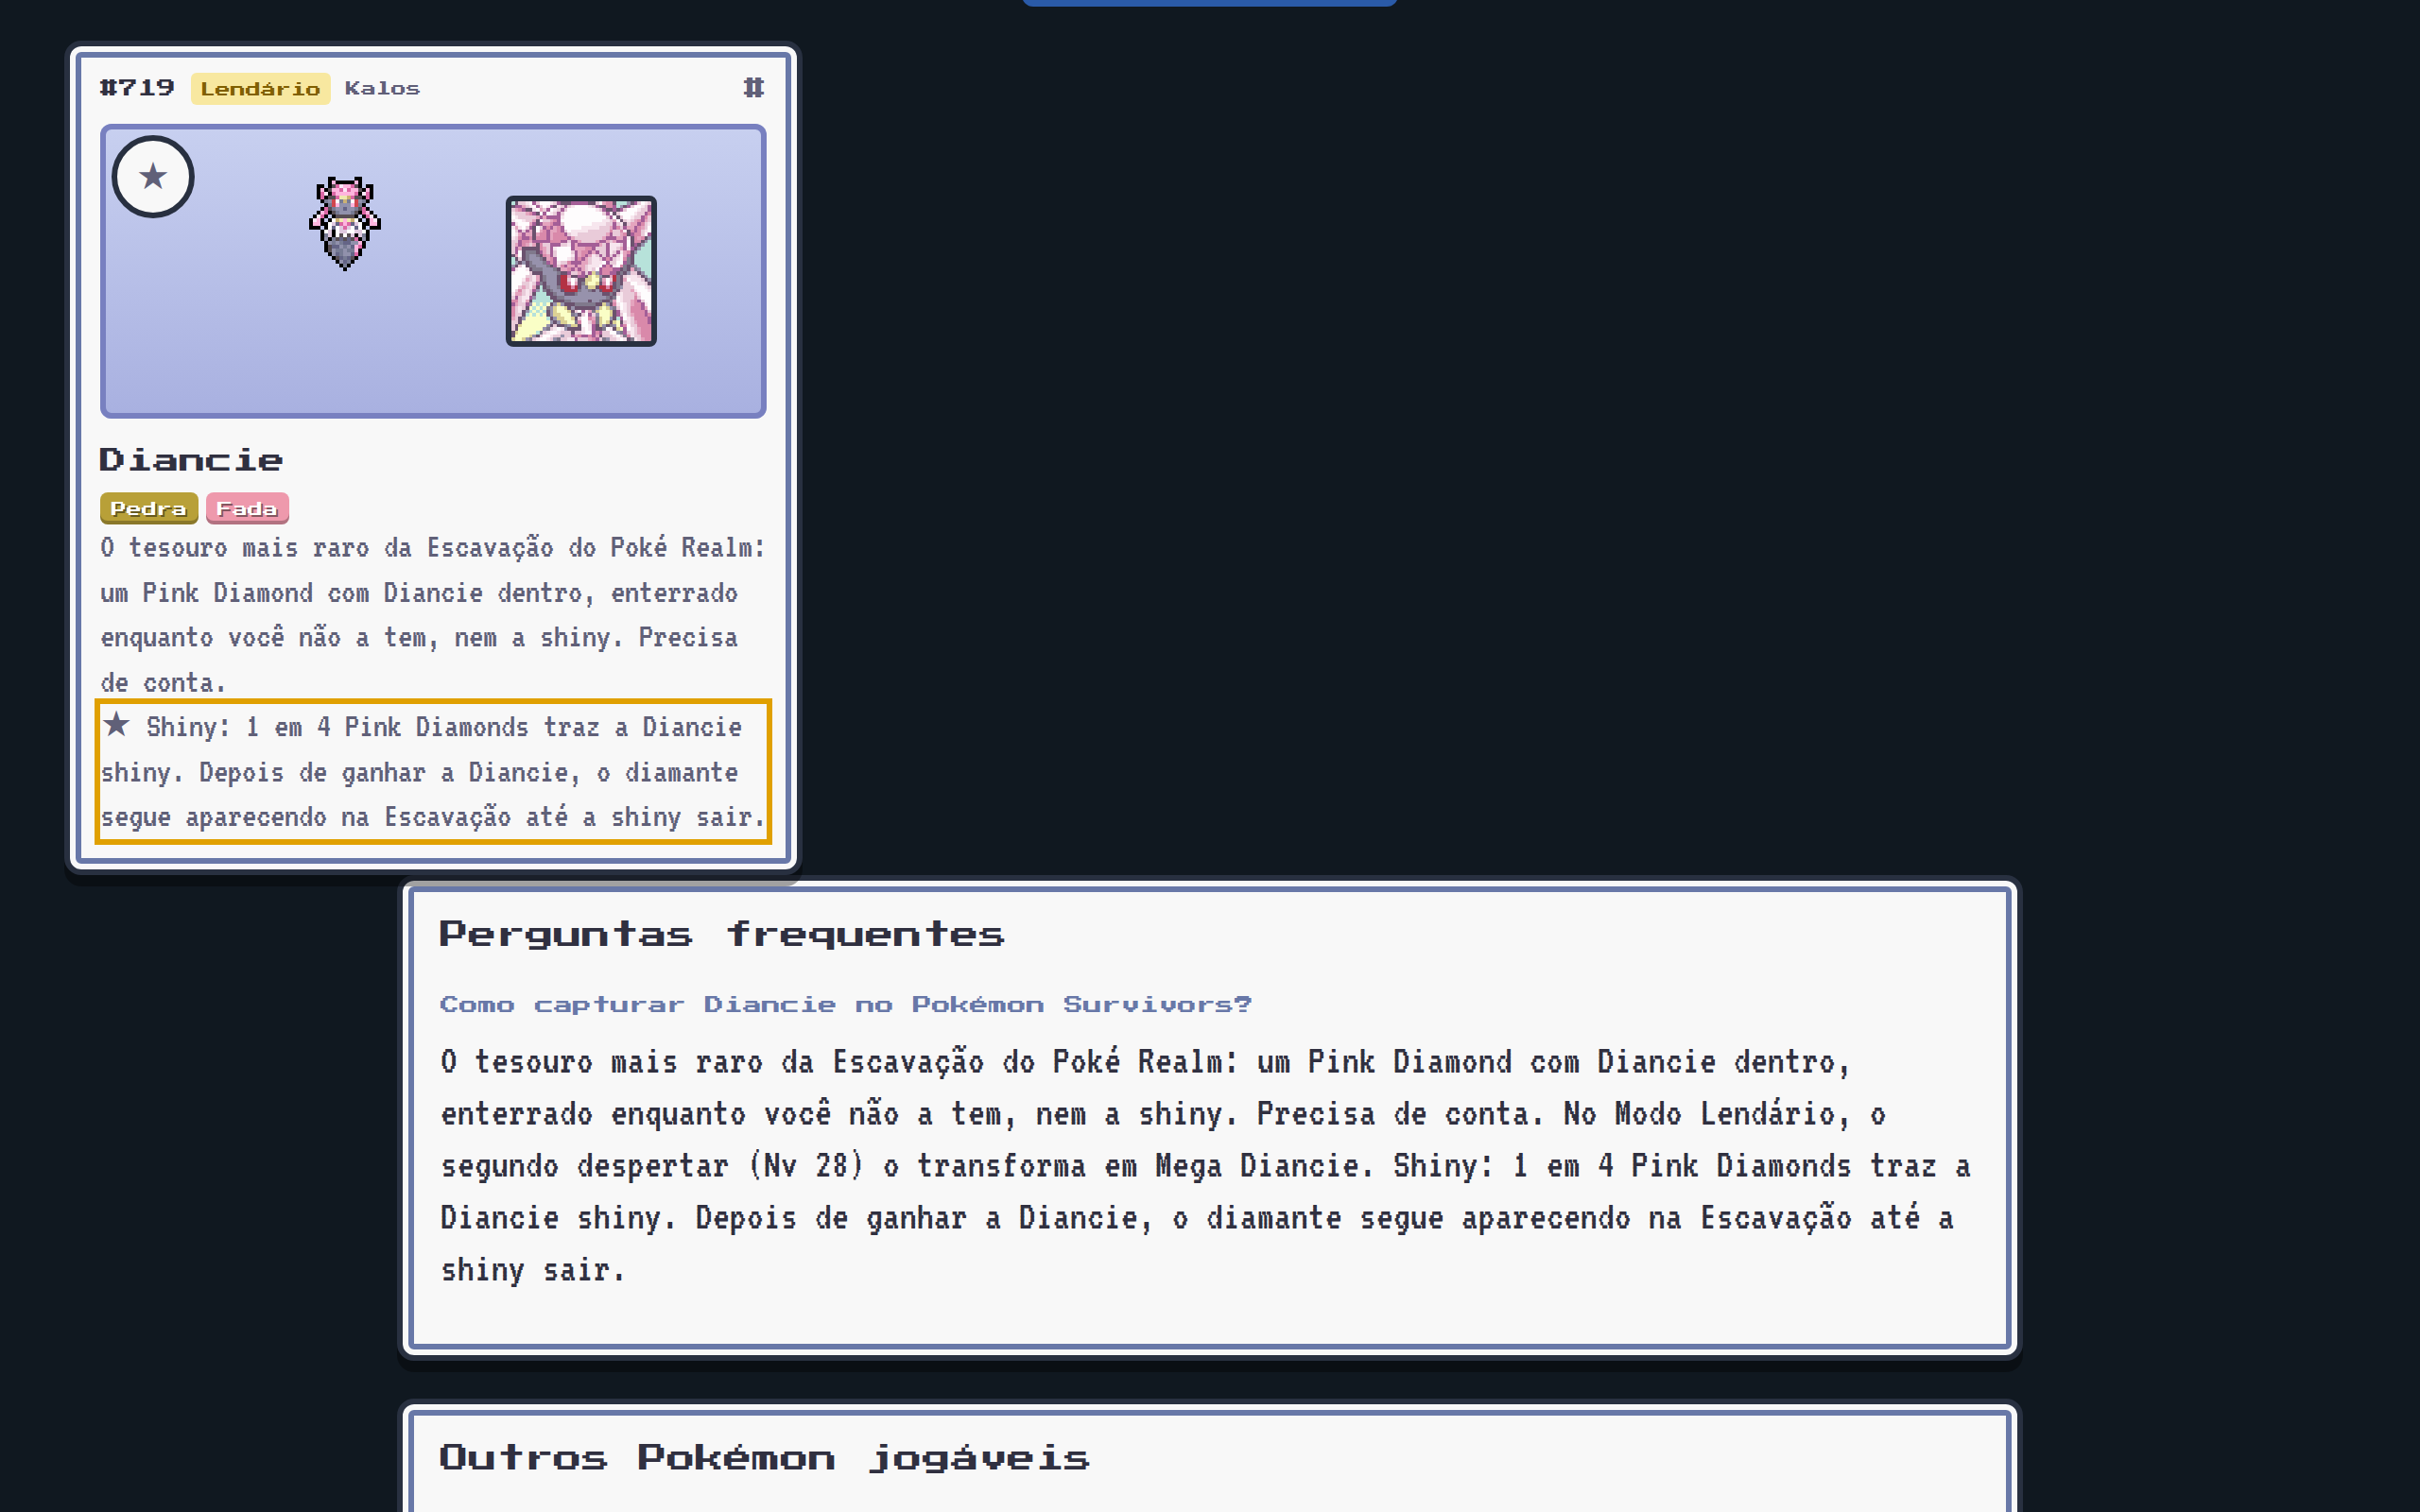 #719 Lendário Kalos #
★
Diancie
Pedra Fada
O tesouro mais raro da Escavação do Poké Realm:
um Pink Diamond com Diancie dentro, enterrado
enquanto você não a tem, nem a shiny. Precisa
de conta.
★ Shiny: 1 em 4 Pink Diamonds traz a Diancie
shiny. Depois de ganhar a Diancie, o diamante
segue aparecendo na Escavação até a shiny sair.
Perguntas frequentes
Como capturar Diancie no Pokémon Survivors?
O tesouro mais raro da Escavação do Poké Realm: um Pink Diamond com Diancie dentro,
enterrado enquanto você não a tem, nem a shiny. Precisa de conta. No Modo Lendário, o
segundo despertar (Nv 28) o transforma em Mega Diancie. Shiny: 1 em 4 Pink Diamonds traz a
Diancie shiny. Depois de ganhar a Diancie, o diamante segue aparecendo na Escavação até a
shiny sair.
Outros Pokémon jogáveis